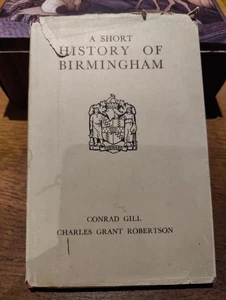 A SHORT
HISTORY OF
BIRMINGHAM
CONRAD GILL
CHARLES GRANT ROBERTSON